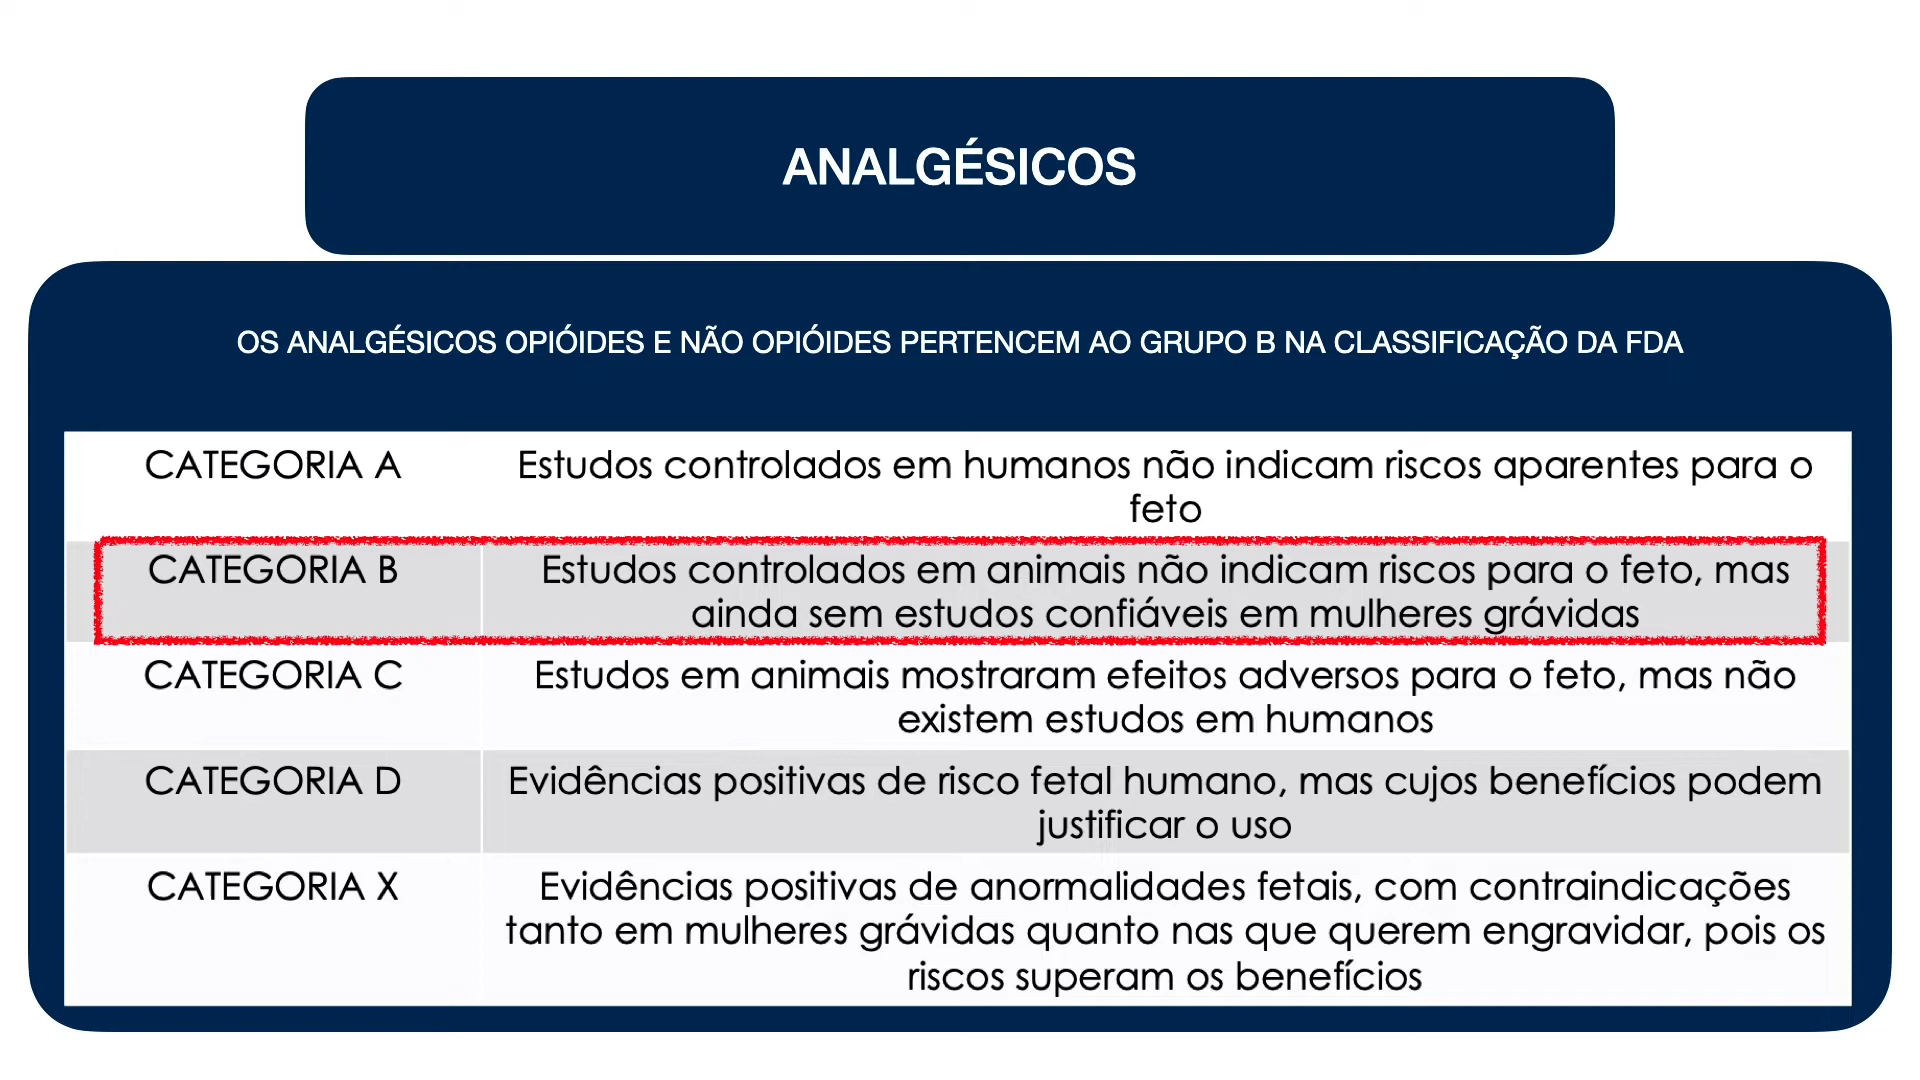 ANALGÉSICOS
OS ANALGÉSICOS OPIÓIDES E NÃO OPIÓIDES PERTENCEM AO GRUPO B NA CLASSIFICAÇÃO DA FDA
CATEGORIA A
Estudos controlados em humanos não indicam riscos aparentes para o
feto
CATEGORIA B
Estudos controlados em animais não indicam riscos para o feto, mas
ainda sem estudos confiáveis em mulheres grávidas
CATEGORIA C
Estudos em animais mostraram efeitos adversos para o feto, mas não
existem estudos em humanos
CATEGORIA D
Evidências positivas de risco fetal humano, mas cujos benefícios podem
justificar o uso
CATEGORIA X
Evidências positivas de anormalidades fetais, com contraindicações
tanto em mulheres grávidas quanto nas que querem engravidar, pois os
riscos superam os benefícios